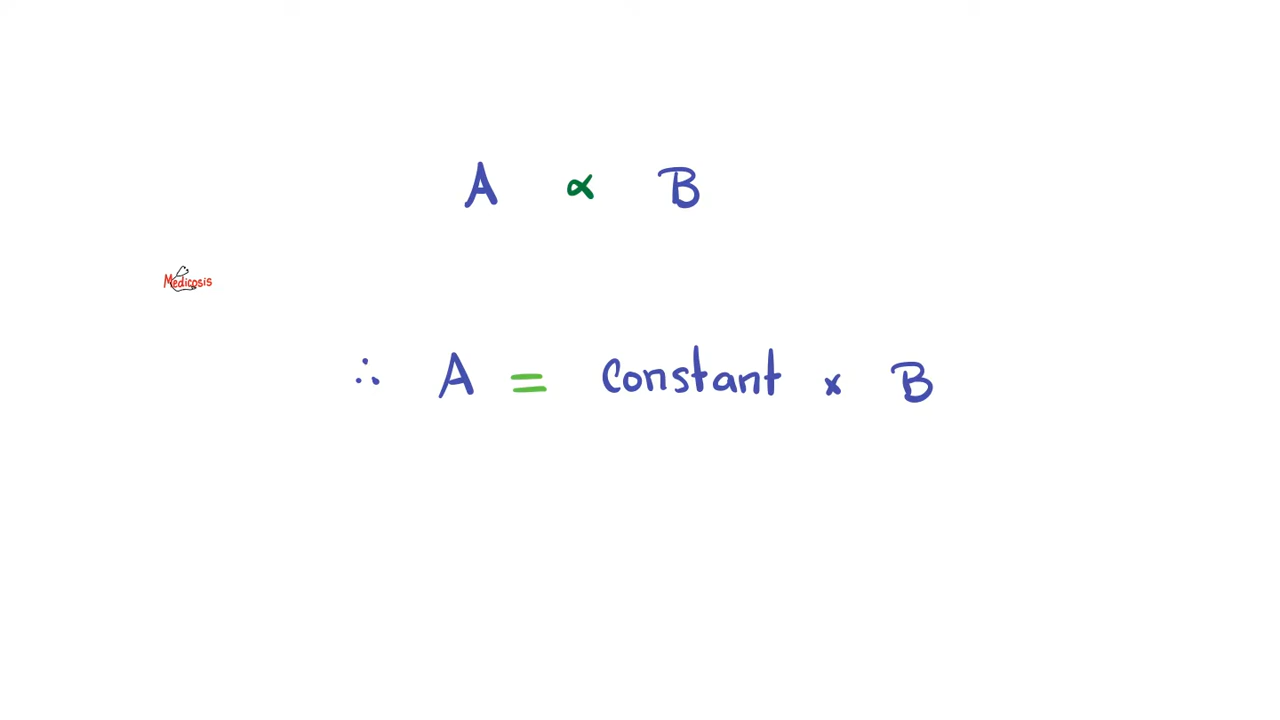 A ∝ B
Medicosis
∴ A = constant × B